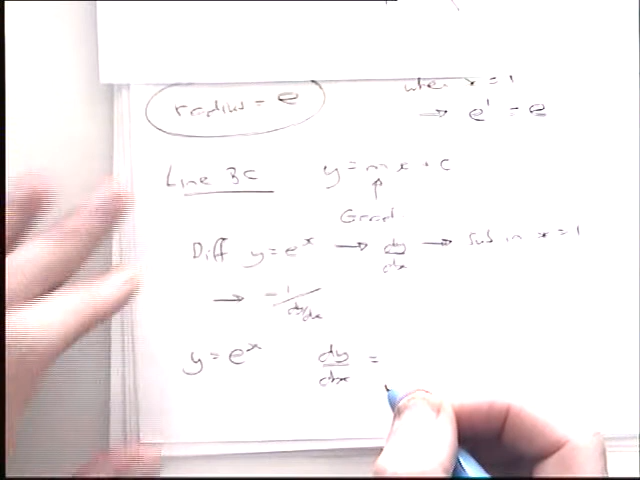 when x = 1
radius = e
⇒ e¹ = e
Line BC y = mx + c
↑
Grad
Diff y = eˣ → dy/dx → sub in x = 1
→ -1/dy/dx
y = eˣ dy/dx =